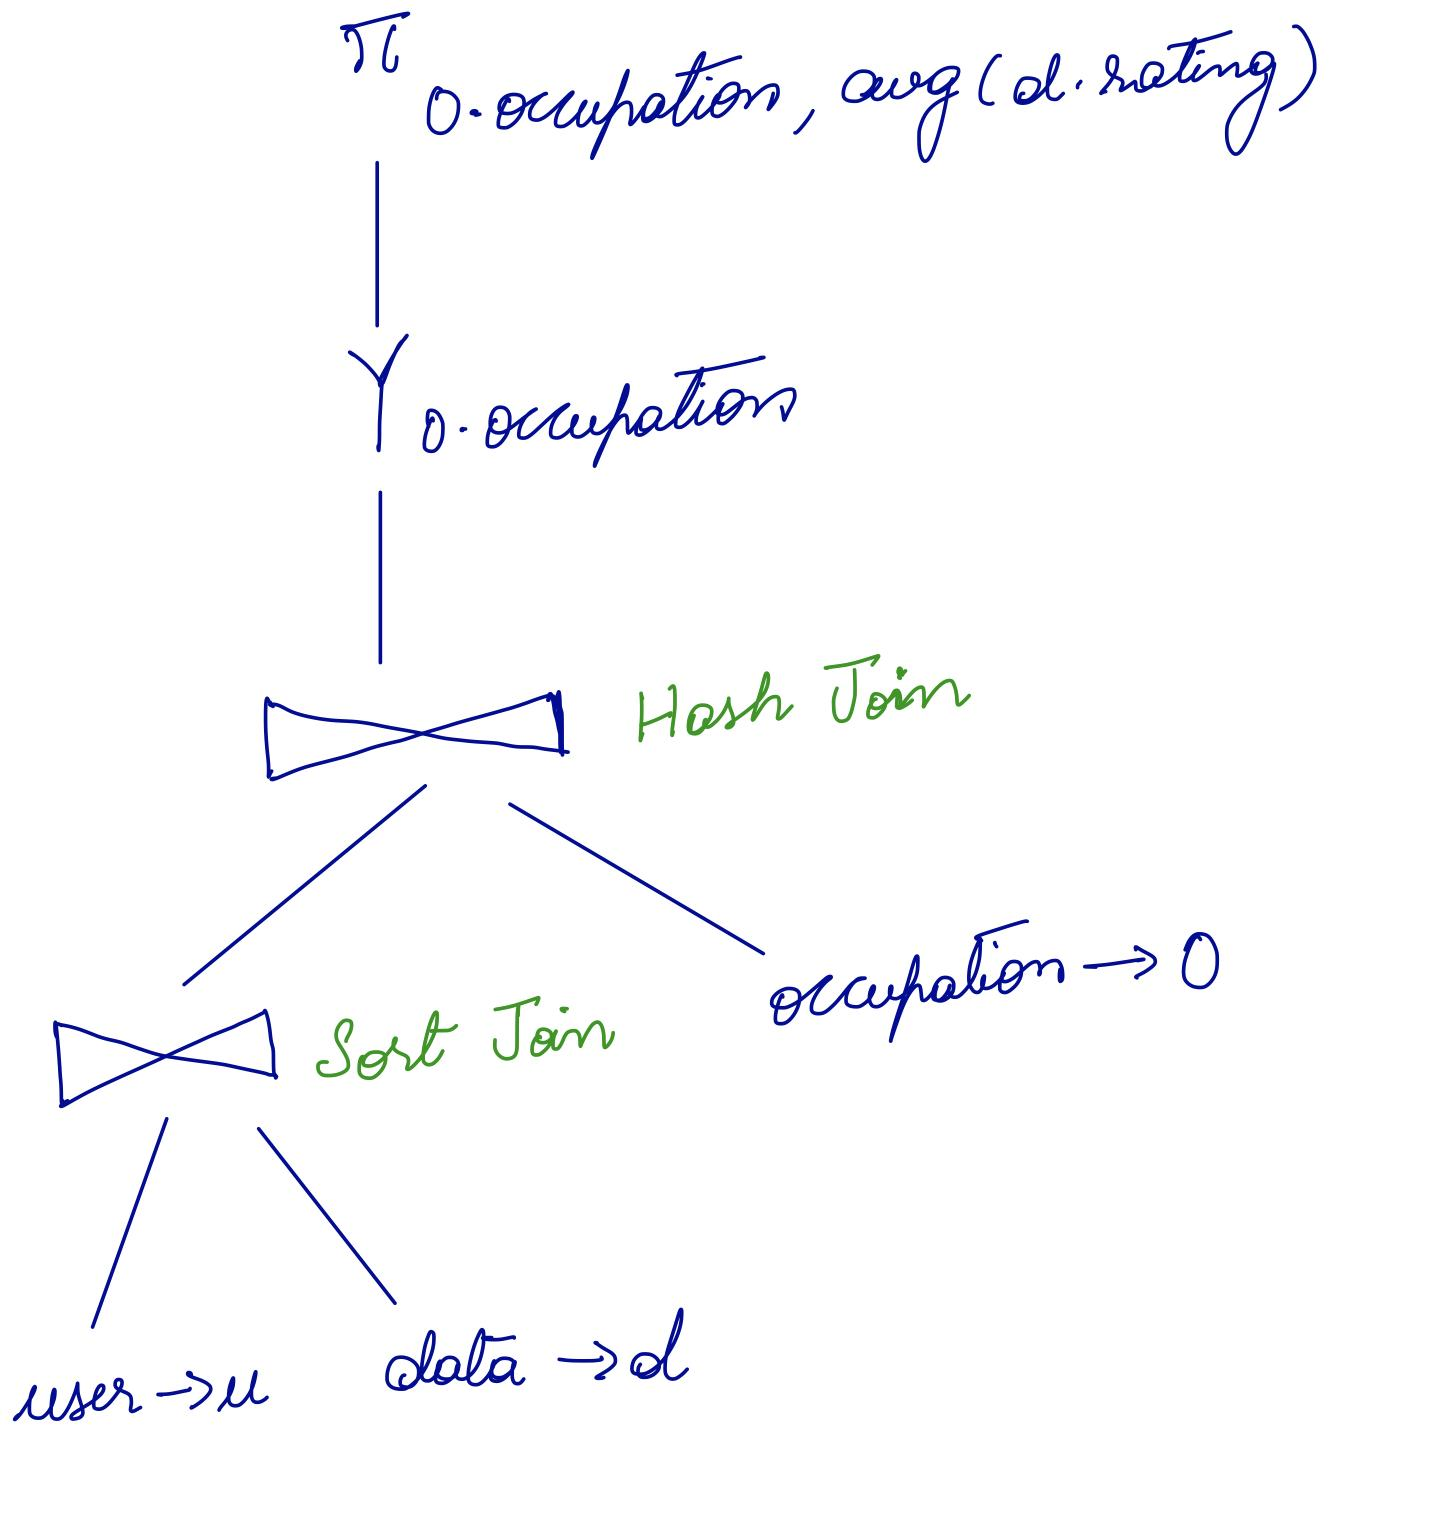 π o.occupation, avg(d.rating)
γ o.occupation
Hash Join
occupation → O
Sort Join
user → u
data → d